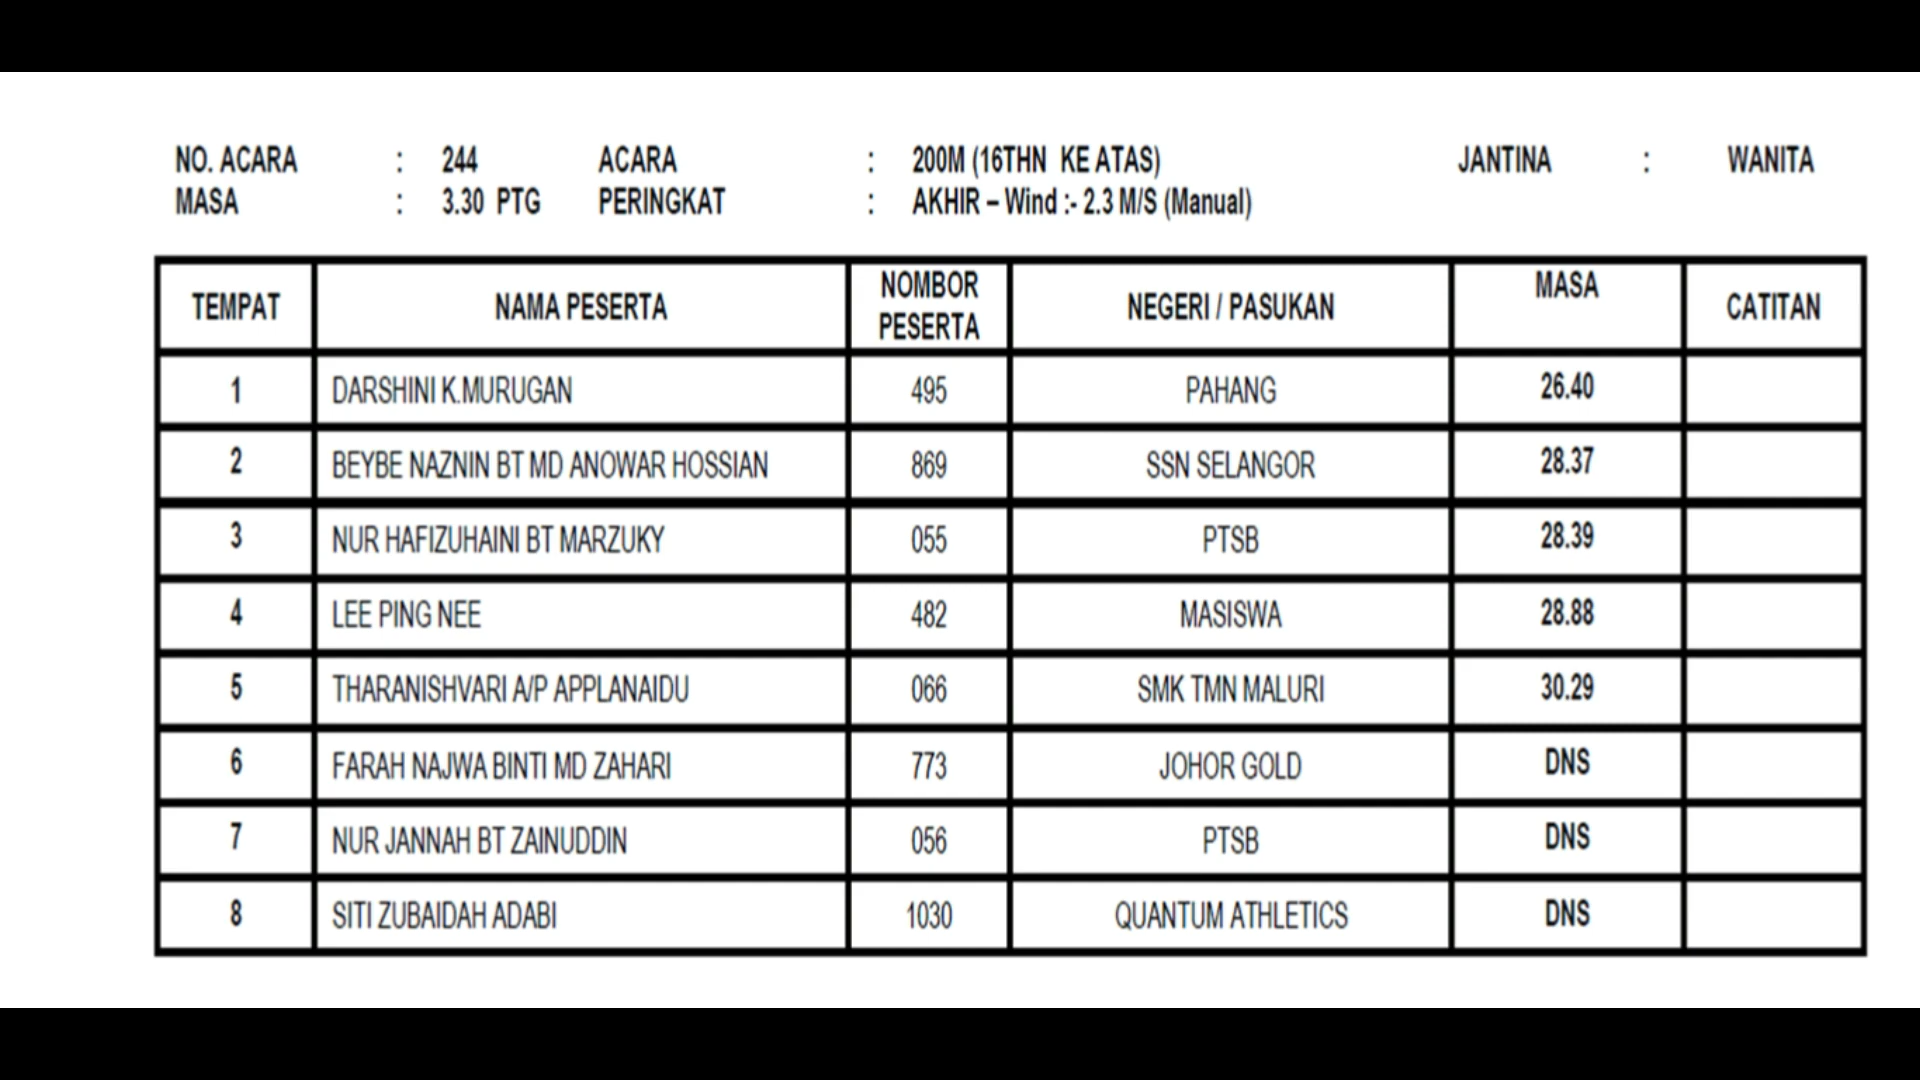 NO. ACARA : 244 ACARA : 200M (16THN KE ATAS) JANTINA : WANITA
MASA : 3.30 PTG PERINGKAT : AKHIR – Wind :- 2.3 M/S (Manual)
TEMPAT NAMA PESERTA NOMBOR PESERTA NEGERI / PASUKAN MASA CATITAN
1 DARSHINI K.MURUGAN 495 PAHANG 26.40
2 BEYBE NAZNIN BT MD ANOWAR HOSSIAN 869 SSN SELANGOR 28.37
3 NUR HAFIZUHAINI BT MARZUKY 055 PTSB 28.39
4 LEE PING NEE 482 MASISWA 28.88
5 THARANISHVARI A/P APPLANAIDU 066 SMK TMN MALURI 30.29
6 FARAH NAJWA BINTI MD ZAHARI 773 JOHOR GOLD DNS
7 NUR JANNAH BT ZAINUDDIN 056 PTSB DNS
8 SITI ZUBAIDAH ADABI 1030 QUANTUM ATHLETICS DNS